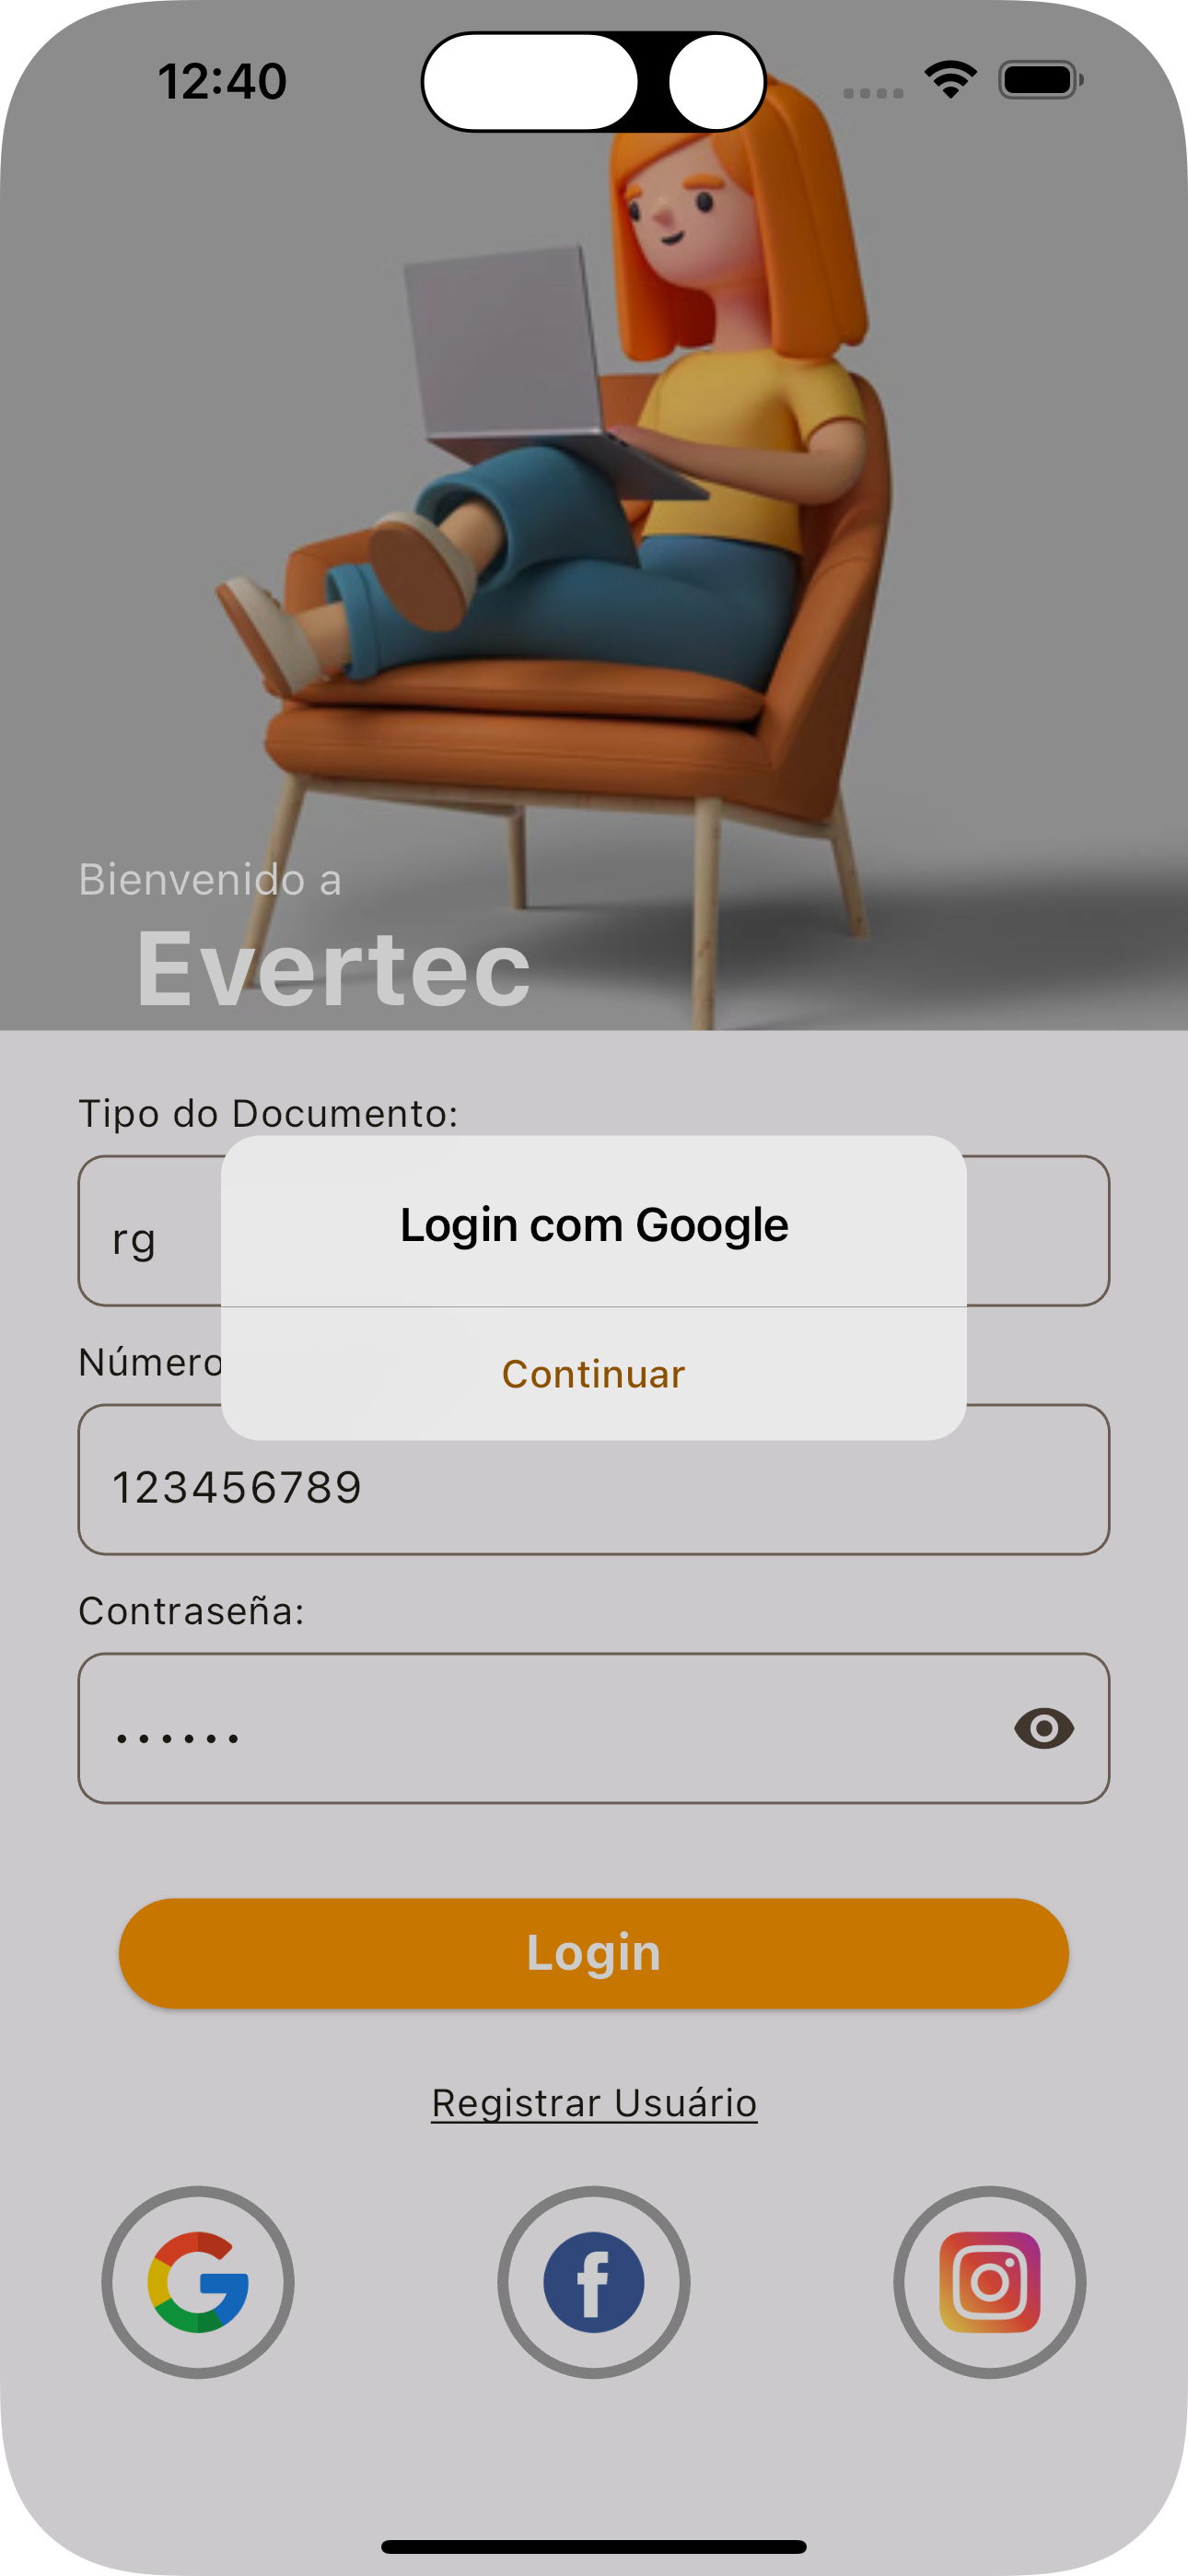 12:40
Bienvenido a
Evertec
Tipo do Documento:
rg
Login com Google
Continuar
Número
123456789
Contraseña:
••••••
Login
Registrar Usuário